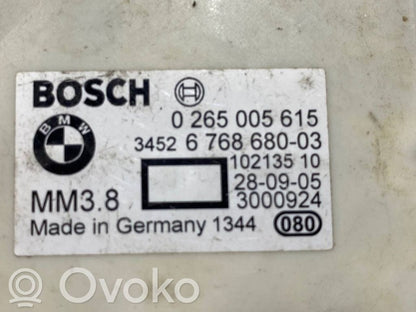 BOSCH
0 265 005 615
BMW
3452 6 768 680-03
102135 10
28-09-05
MM3.8
3000924
Made in Germany 1344 080
Ovoko